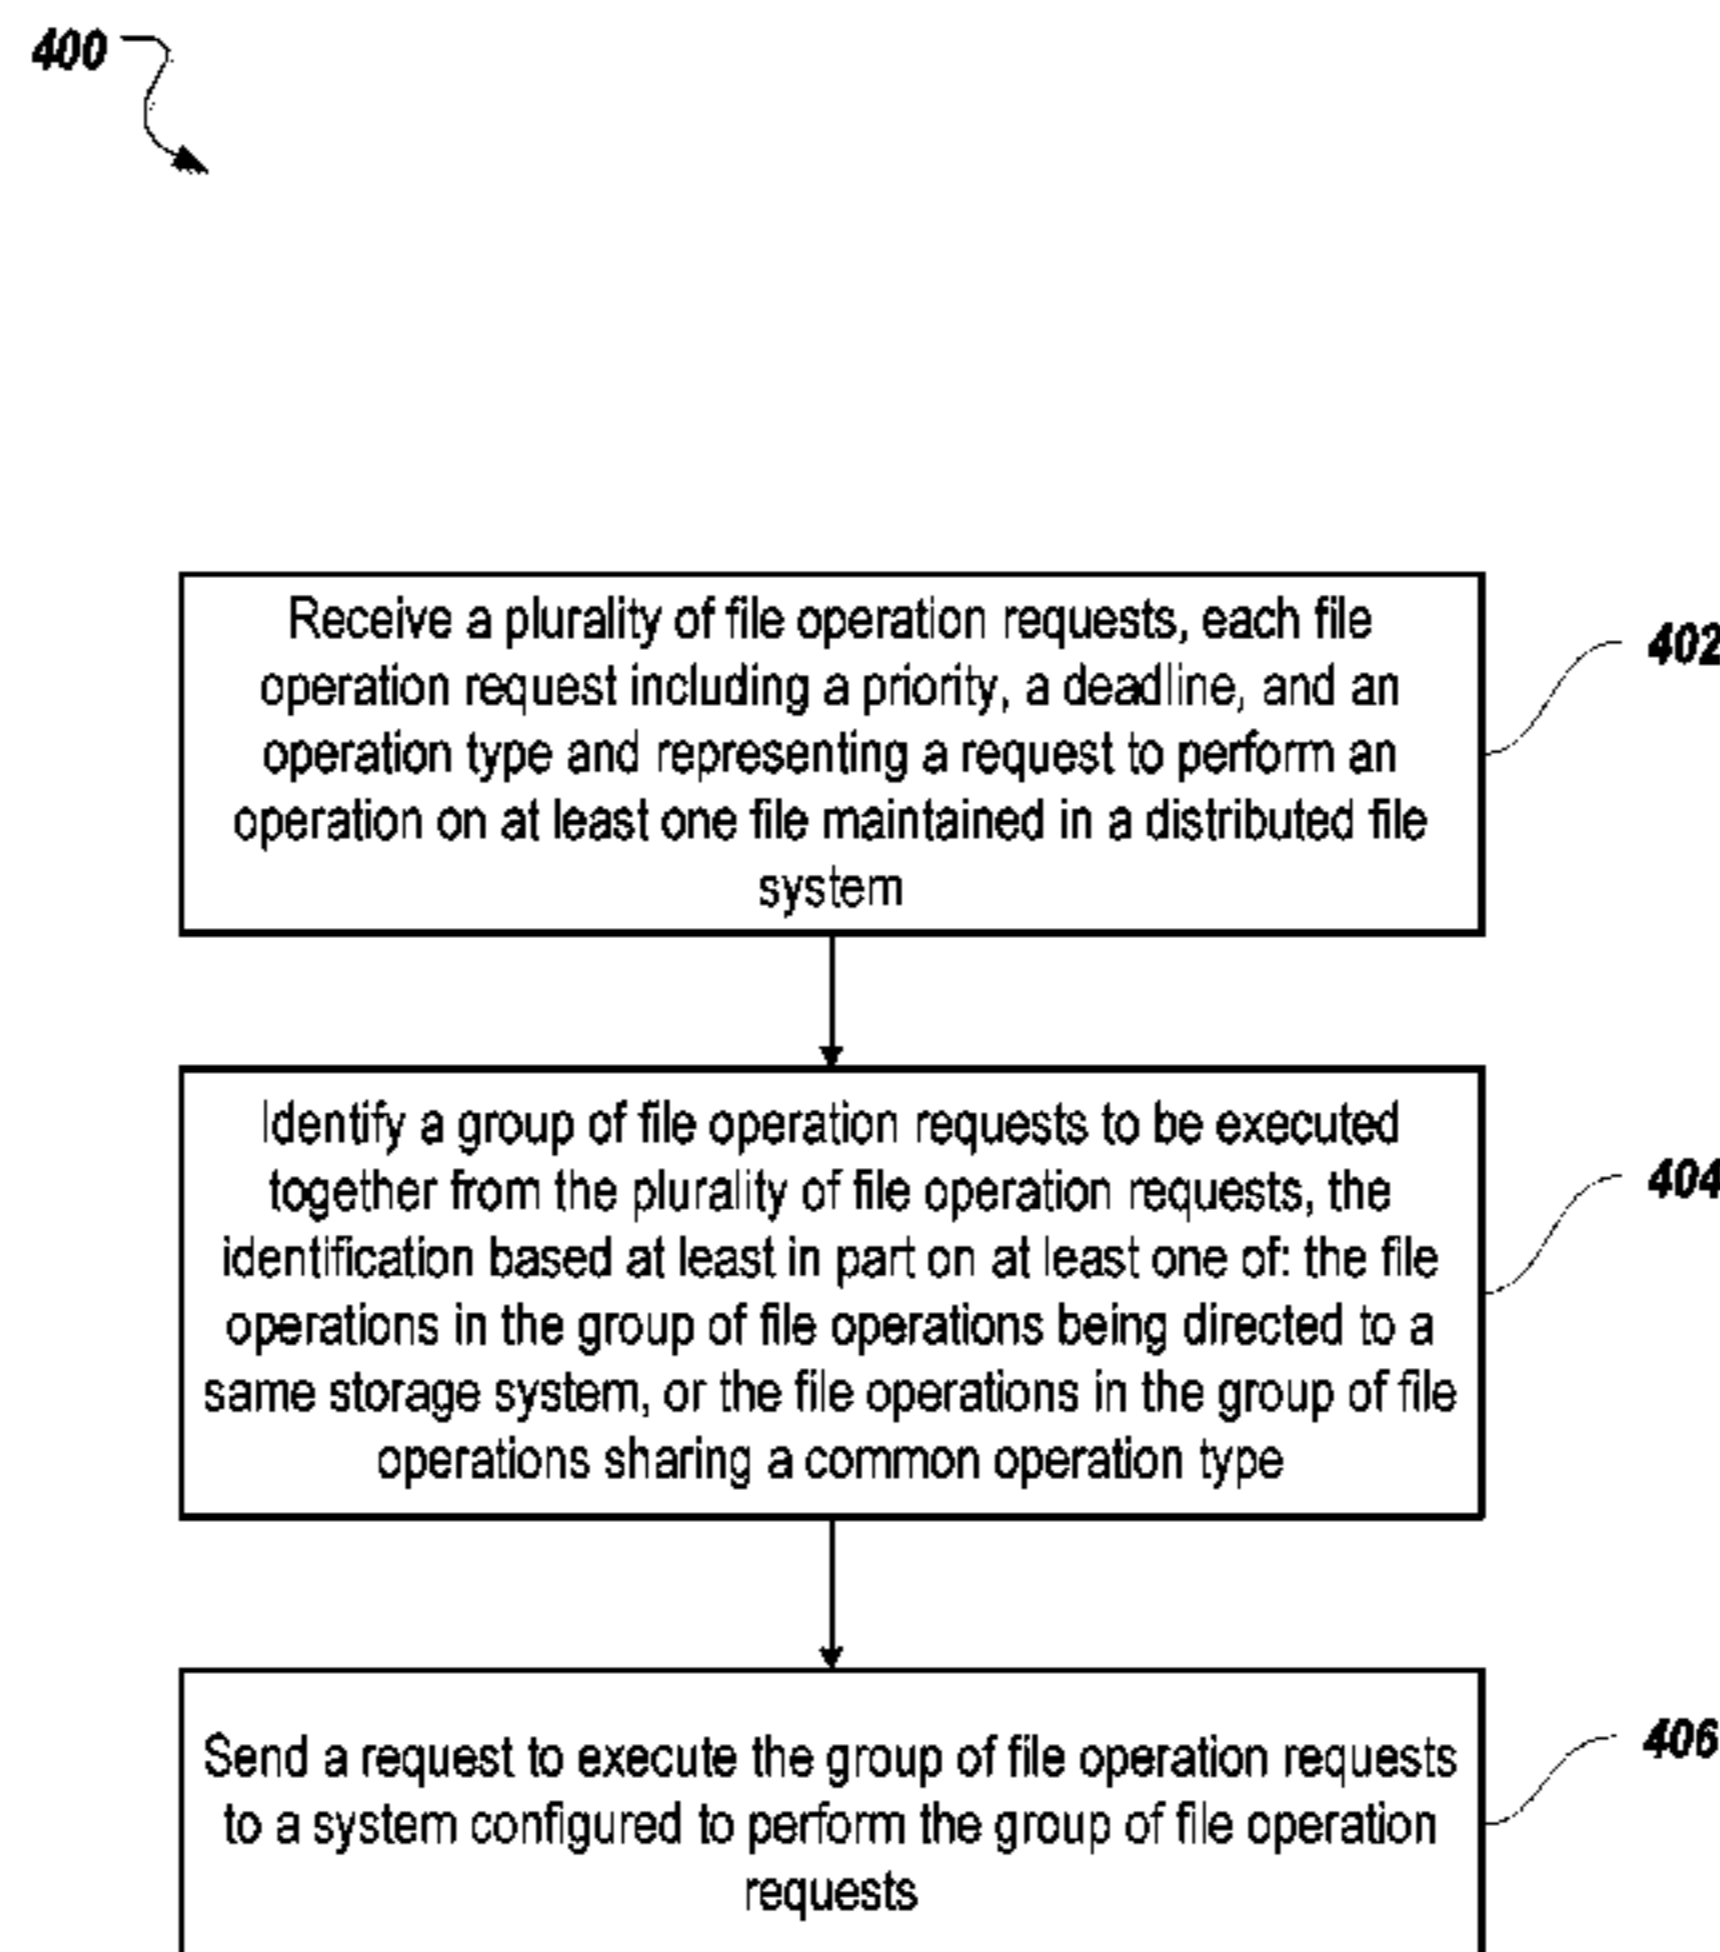 400
Receive a plurality of file operation requests, each file
operation request including a priority, a deadline, and an
operation type and representing a request to perform an
operation on at least one file maintained in a distributed file
system
402
Identify a group of file operation requests to be executed
together from the plurality of file operation requests, the
identification based at least in part on at least one of: the file
operations in the group of file operations being directed to a
same storage system, or the file operations in the group of file
operations sharing a common operation type
404
Send a request to execute the group of file operation requests
to a system configured to perform the group of file operation
requests
406